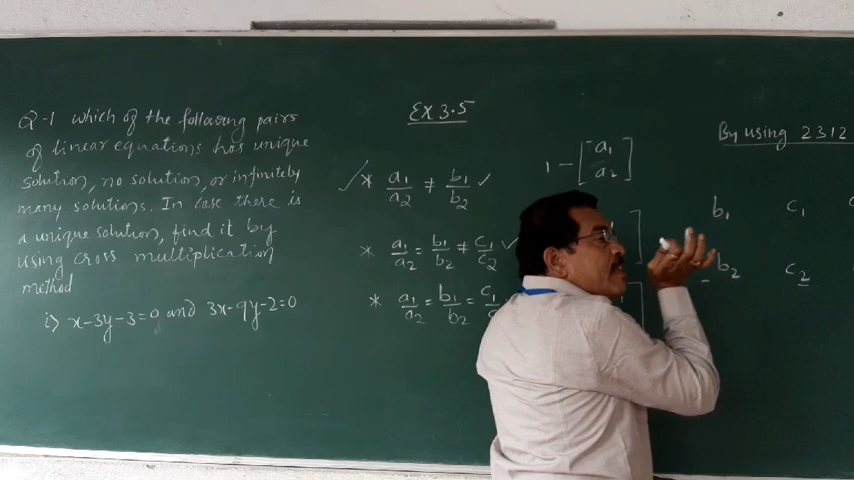 Q-1 which of the following pairs
of linear equations has unique
solution, no solution, or infinitely
many solutions. In case there is
a unique solution, find it by
using cross multiplication
method
i) x-3y-3=0 and 3x-9y-2=0
EX 3.5
* a₁/a₂ ≠ b₁/b₂ ✓
* a₁/a₂ = b₁/b₂ ≠ c₁/c₂ ✓
* a₁/a₂ = b₁/b₂ = c₁
1 – [ a₁
a₂ ]
By using 2312
b₁ c₁
b₂ c₂